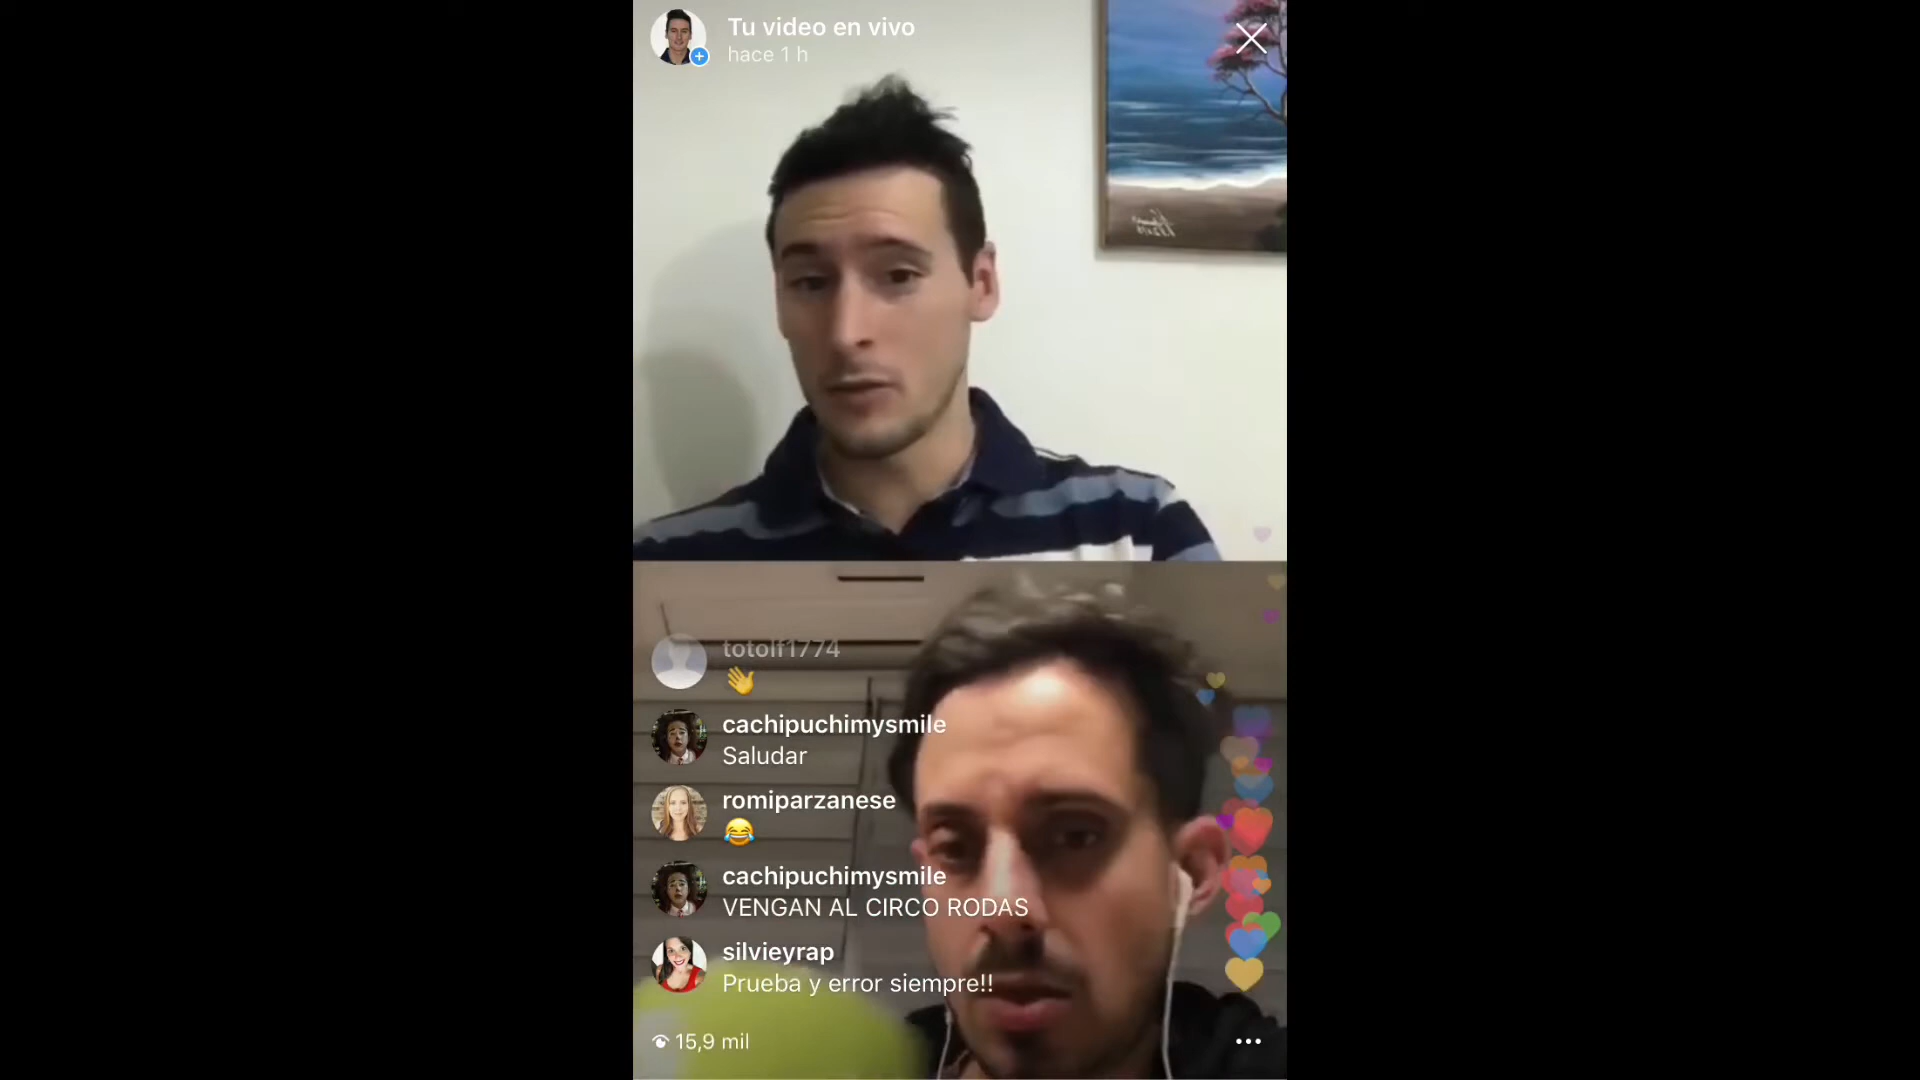 Tu video en vivo
hace 1 h
totolf1774
👋
cachipuchimysmile
Saludar
romiparzanese
😂
cachipuchimysmile
VENGAN AL CIRCO RODAS
silvieyrap
Prueba y error siempre!!
15,9 mil